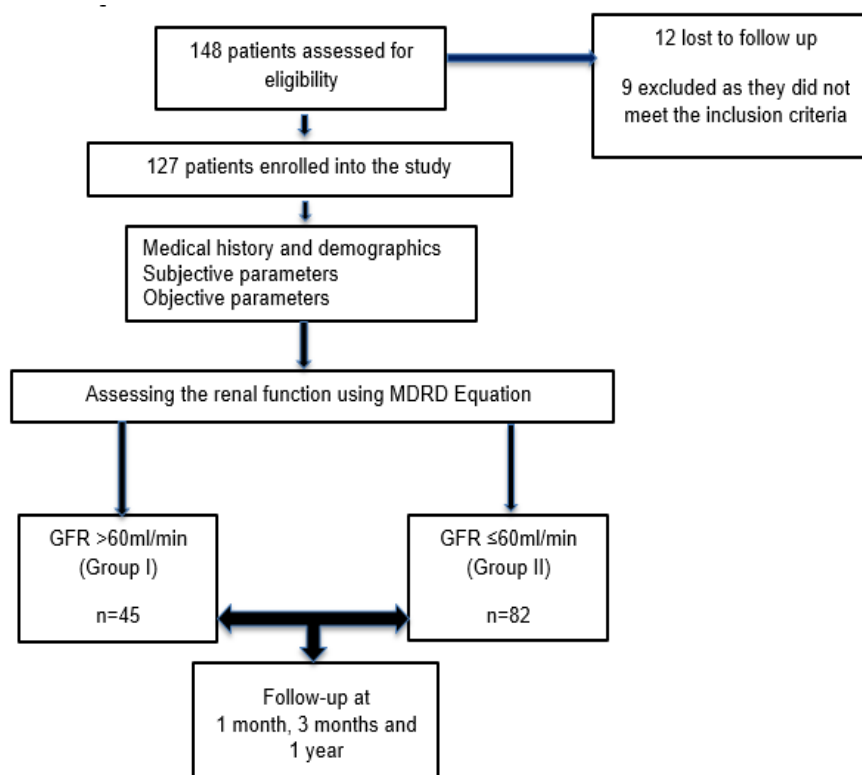 148 patients assessed for
eligibility
12 lost to follow up
9 excluded as they did not
meet the inclusion criteria
127 patients enrolled into the study
Medical history and demographics
Subjective parameters
Objective parameters
Assessing the renal function using MDRD Equation
GFR >60ml/min
(Group I)
n=45
GFR ≤60ml/min
(Group II)
n=82
Follow-up at
1 month, 3 months and
1 year